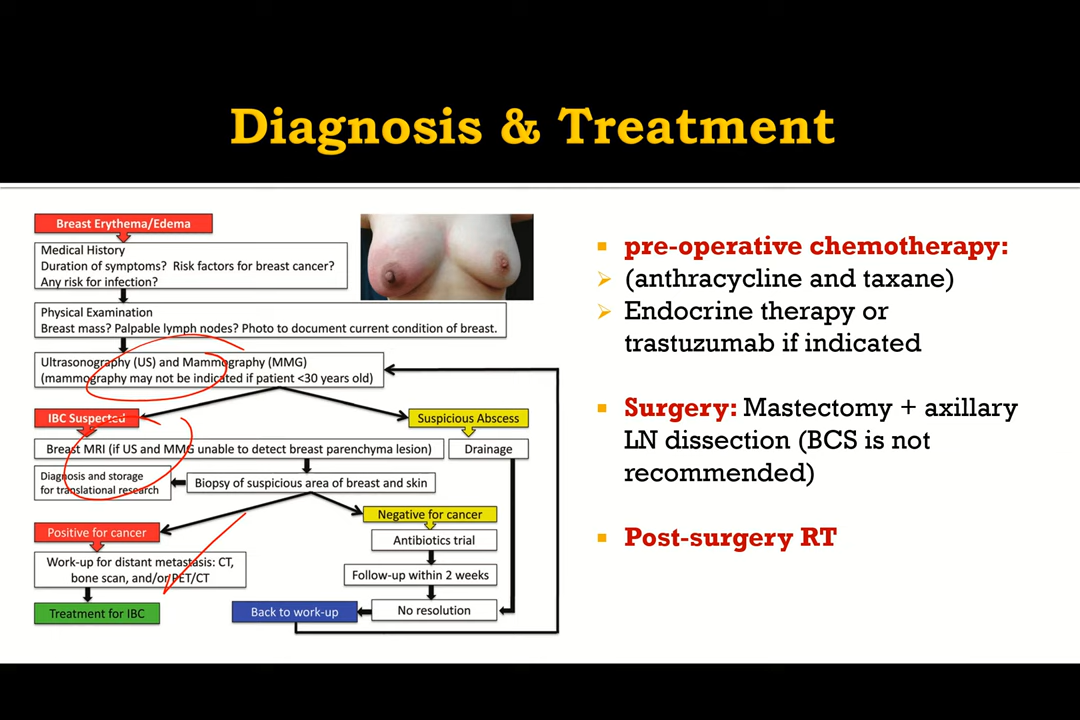 Diagnosis & Treatment
Breast Erythema/Edema
Medical History
Duration of symptoms? Risk factors for breast cancer?
Any risk for infection?
Physical Examination
Breast mass? Palpable lymph nodes? Photo to document current condition of breast.
Ultrasonography (US) and Mammography (MMG)
(mammography may not be indicated if patient <30 years old)
IBC Suspected
Suspicious Abscess
Breast MRI (if US and MMG unable to detect breast parenchyma lesion)
Drainage
Diagnosis and storage
for translational research
Biopsy of suspicious area of breast and skin
Negative for cancer
Positive for cancer
Antibiotics trial
Work-up for distant metastasis: CT,
bone scan, and/or PET/CT
Follow-up within 2 weeks
Treatment for IBC
Back to work-up
No resolution
pre-operative chemotherapy:
(anthracycline and taxane)
Endocrine therapy or
trastuzumab if indicated
Surgery: Mastectomy + axillary
LN dissection (BCS is not
recommended)
Post-surgery RT